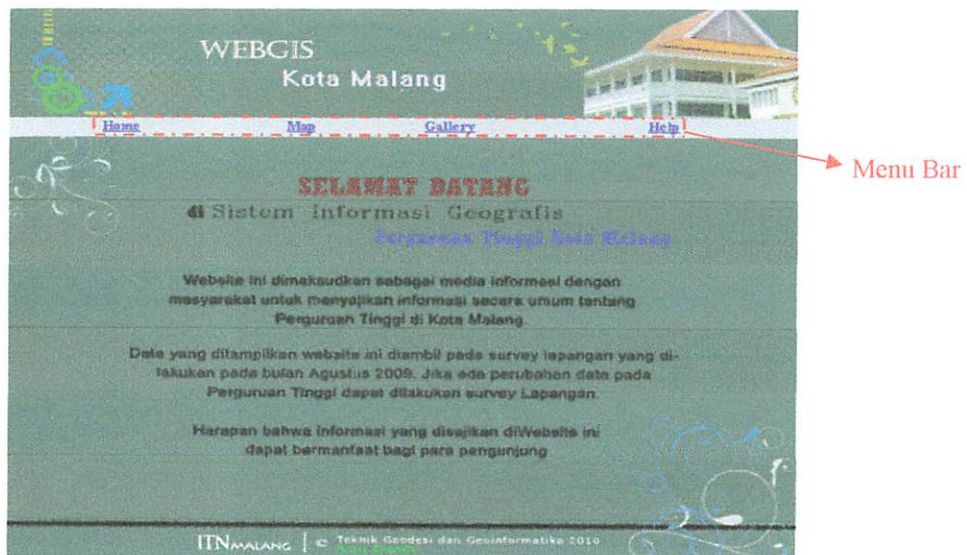 WEBGIS
Kota Malang
Home Map Gallery Help
Menu Bar
SELAMAT DATANG
di Sistem Informasi Geografis
Perguruan Tinggi Kota Malang
Website ini dimaksudkan sebagai media informasi dengan
masyarakat untuk menyajikan informasi secara umum tentang
Perguruan Tinggi di Kota Malang.
Data yang ditampilkan website ini diambil pada survey lapangan yang di-
lakukan pada bulan Agustus 2009. Jika ada perubahan data pada
Perguruan Tinggi dapat dilakukan survey Lapangan.
Harapan bahwa informasi yang disajikan diWebsite ini
dapat bermanfaat bagi para pengunjung
ITN MALANG | © Teknik Geodesi dan Geoinformatika 2010